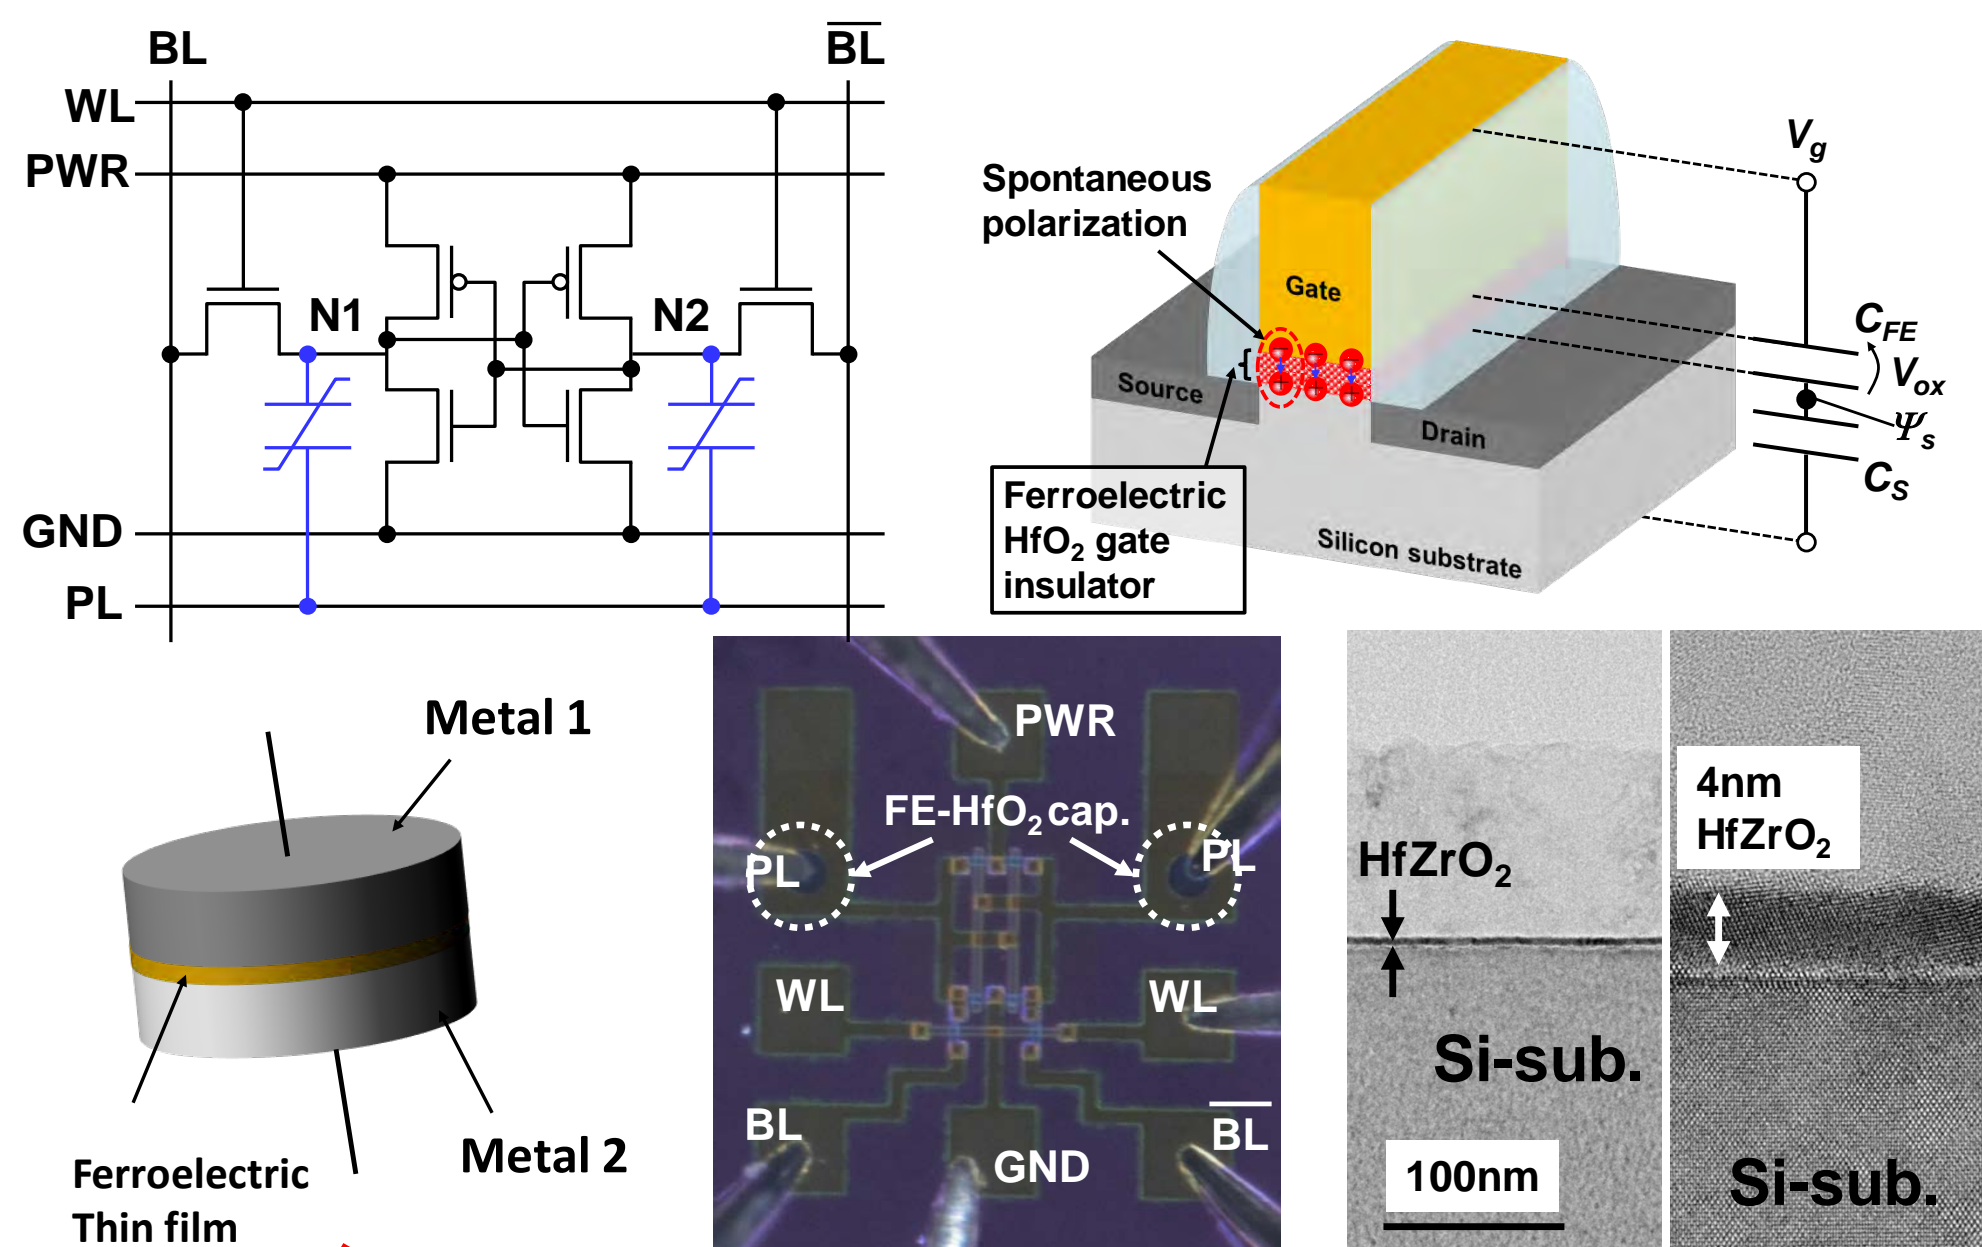 BL
BL
WL
PWR
N1
N2
GND
PL
Spontaneous
polarization
Gate
Source
Drain
Silicon substrate
Ferroelectric
HfO2 gate
insulator
Vg
CFE
Vox
Ψs
CS
Metal 1
Metal 2
Ferroelectric
Thin film
PWR
FE-HfO2 cap.
PL
PL
WL
WL
BL
BL
GND
HfZrO2
Si-sub.
100nm
4nm
HfZrO2
Si-sub.